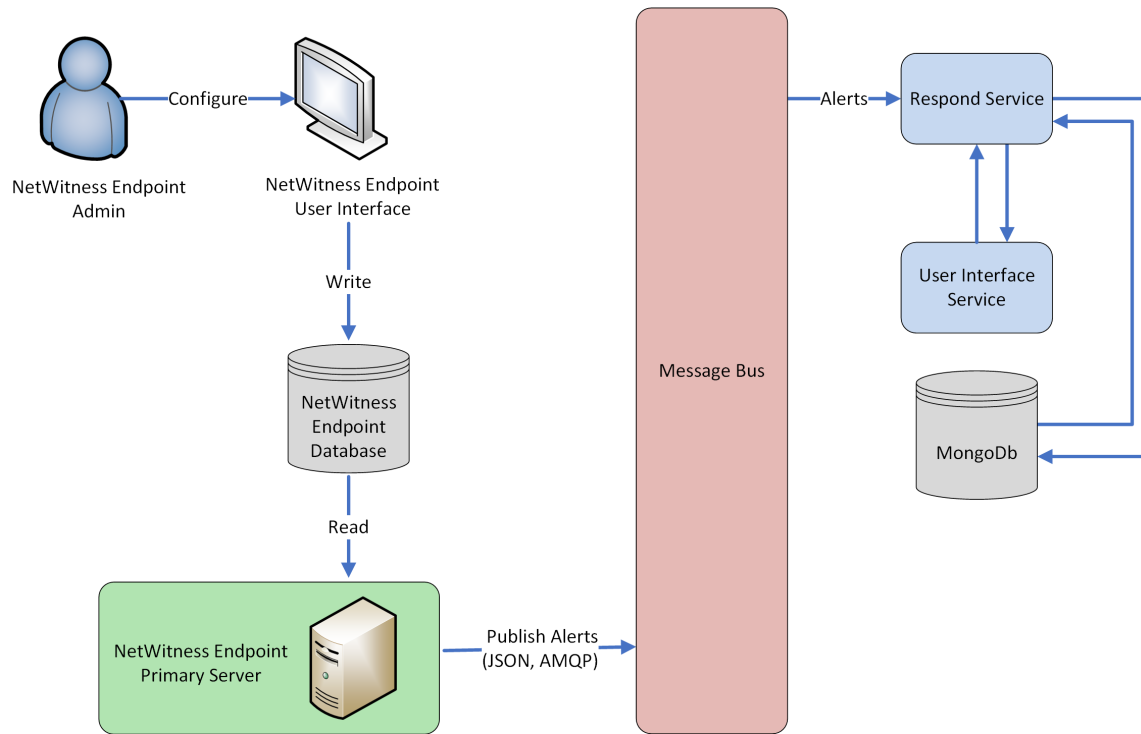 Configure
NetWitness Endpoint
Admin
NetWitness Endpoint
User Interface
Write
NetWitness
Endpoint
Database
Read
NetWitness Endpoint
Primary Server
Publish Alerts
(JSON, AMQP)
Message Bus
Alerts
Respond Service
User Interface
Service
MongoDb